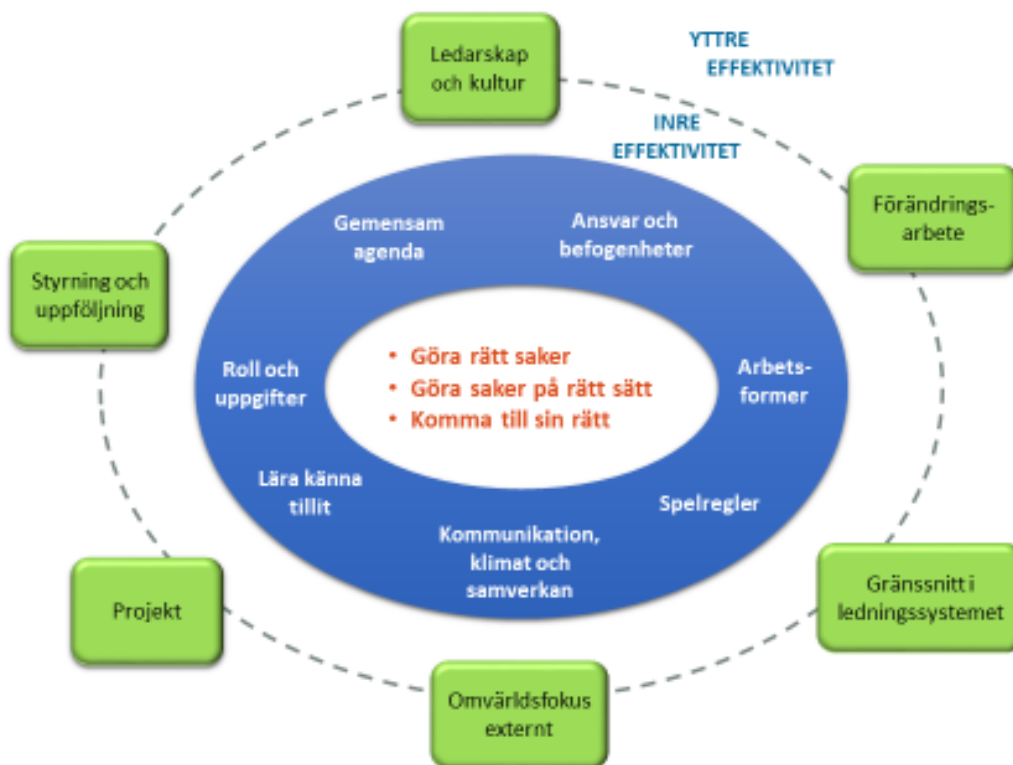 Ledarskap
och kultur
YTTRE
EFFEKTIVITET
INRE
EFFEKTIVITET
Förändrings-
arbete
Gemensam
agenda
Ansvar och
befogenheter
Styrning och
uppföljning
• Göra rätt saker
• Göra saker på rätt sätt
• Komma till sin rätt
Roll och
uppgifter
Arbets-
former
Lära känna
tillit
Spelregler
Kommunikation,
klimat och
samverkan
Projekt
Gränssnitt i
ledningssystemet
Omvärldsfokus
externt